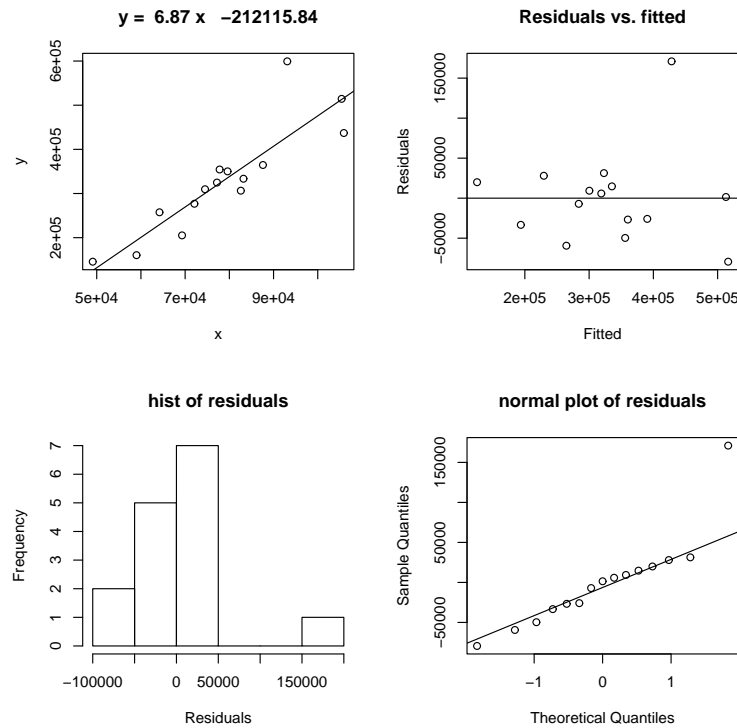 y = 6.87 x −212115.84
6e+05
4e+05
2e+05
y
5e+04 7e+04 9e+04
x
Residuals vs. fitted
150000
50000
−50000
Residuals
2e+05 3e+05 4e+05 5e+05
Fitted
hist of residuals
7
6
5
4
3
2
1
0
Frequency
−100000 0 50000 150000
Residuals
normal plot of residuals
150000
50000
−50000
Sample Quantiles
−1 0 1
Theoretical Quantiles